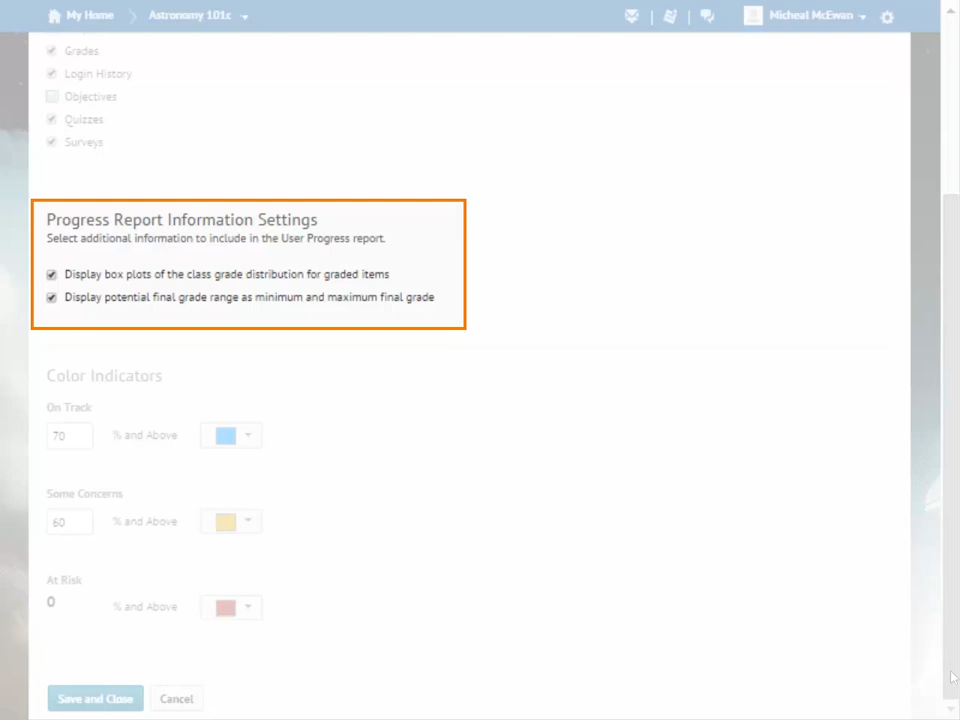 My Home Astronomy 101c Micheal McEwan
Grades
Login History
Objectives
Quizzes
Surveys
Progress Report Information Settings
Select additional information to include in the User Progress report.
Display box plots of the class grade distribution for graded items
Display potential final grade range as minimum and maximum final grade
Color Indicators
On Track
70 % and Above
Some Concerns
60 % and Above
At Risk
0 % and Above
Save and Close Cancel